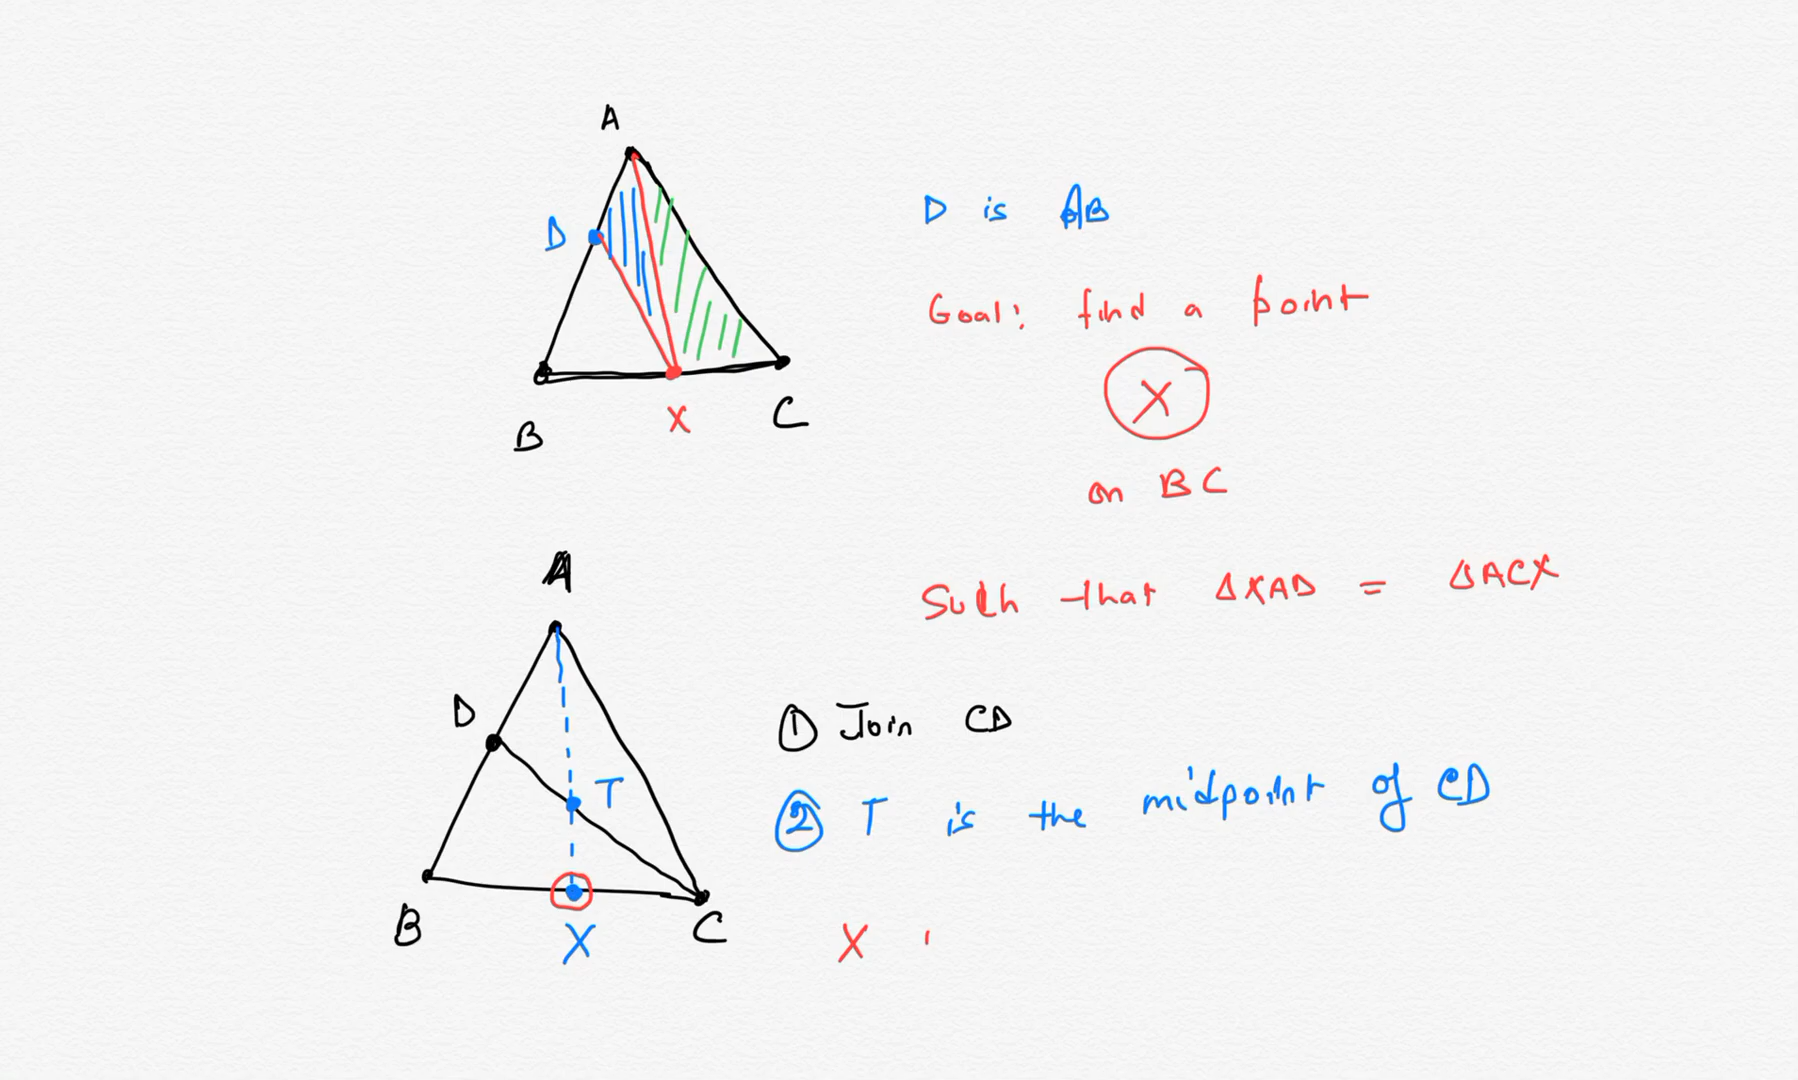 A
D
B
X
C
D is AB
Goal: find a point
X
on BC
Such that ΔXAD = ΔACX
A
D
T
B
X
C
① Join CD
② T is the midpoint of CD
X